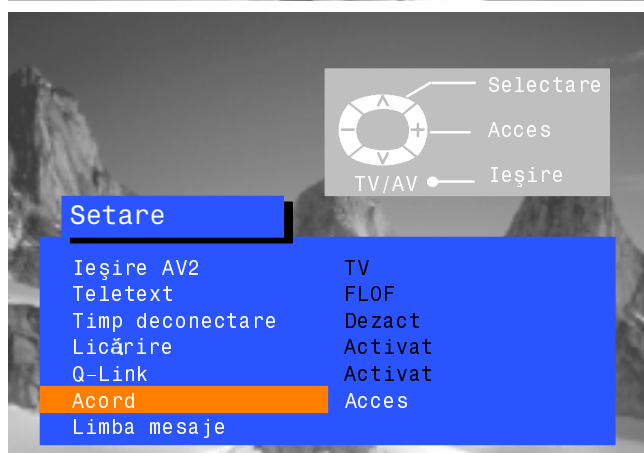 Selectare
Acces
TV/AV Ieşire
Setare
Ieşire AV2 TV
Teletext FLOF
Timp deconectare Dezact
Licărire Activat
Q-Link Activat
Acord Acces
Limba mesaje